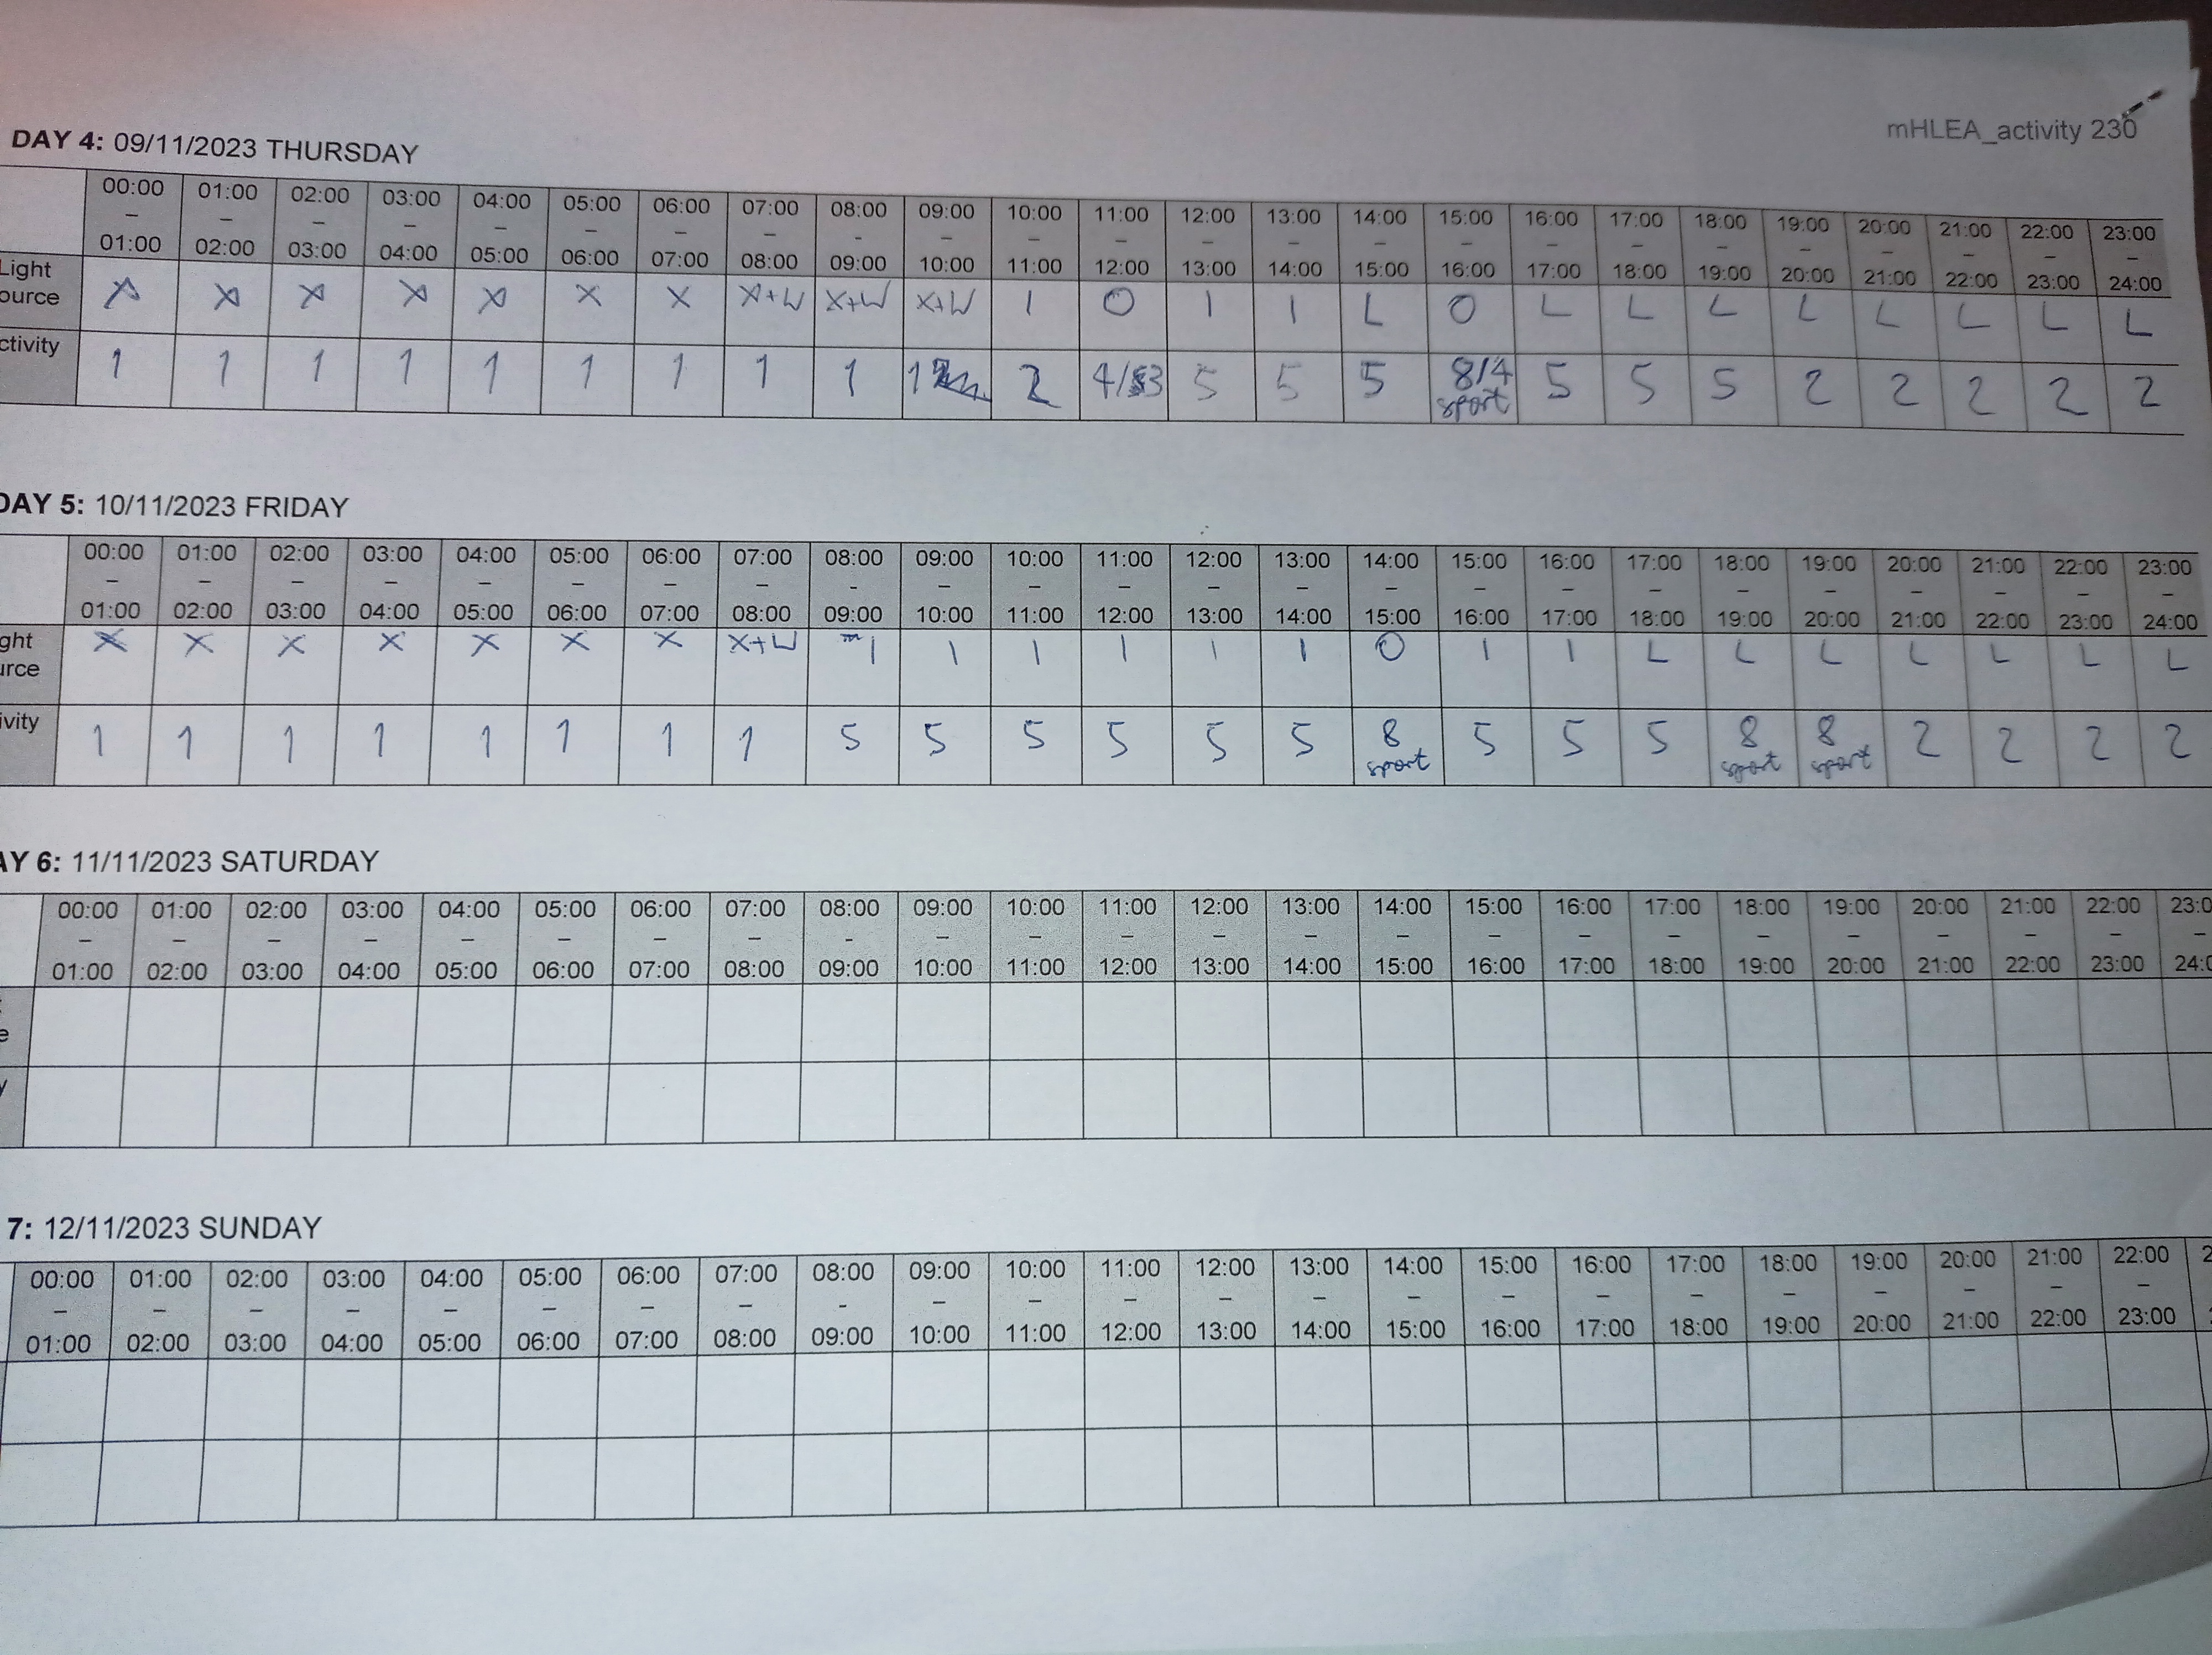 mHLEA_activity 230
DAY 4: 09/11/2023 THURSDAY
00:00 01:00 02:00 03:00 04:00 05:00 06:00 07:00 08:00 09:00 10:00 11:00 12:00 13:00 14:00 15:00 16:00 17:00 18:00 19:00 20:00 21:00 22:00 23:00
– – – – – – – – - – – – – – – – – – – – – – – –
01:00 02:00 03:00 04:00 05:00 06:00 07:00 08:00 09:00 10:00 11:00 12:00 13:00 14:00 15:00 16:00 17:00 18:00 19:00 20:00 21:00 22:00 23:00 24:00
Light
ource X X X X X X X X+W X+W X+W I O I I L O L L L L L L L L
ctivity 1 1 1 1 1 1 1 1 1 1 2 4/3 5 5 5 8/4 5 5 5 2 2 2 2 2
sport
DAY 5: 10/11/2023 FRIDAY
00:00 01:00 02:00 03:00 04:00 05:00 06:00 07:00 08:00 09:00 10:00 11:00 12:00 13:00 14:00 15:00 16:00 17:00 18:00 19:00 20:00 21:00 22:00 23:00
– – – – – – – – - – – – – – – – – – – – – – – –
01:00 02:00 03:00 04:00 05:00 06:00 07:00 08:00 09:00 10:00 11:00 12:00 13:00 14:00 15:00 16:00 17:00 18:00 19:00 20:00 21:00 22:00 23:00 24:00
ght X X X X X X X X+W I I I I I I O I I L L L L L L L
urce
ivity 1 1 1 1 1 1 1 1 5 5 5 5 5 5 8 5 5 5 8 8 2 2 2 2
sport sport sport
AY 6: 11/11/2023 SATURDAY
00:00 01:00 02:00 03:00 04:00 05:00 06:00 07:00 08:00 09:00 10:00 11:00 12:00 13:00 14:00 15:00 16:00 17:00 18:00 19:00 20:00 21:00 22:00 23:0
– – – – – – – – - – – – – – – – – – – – – – – –
01:00 02:00 03:00 04:00 05:00 06:00 07:00 08:00 09:00 10:00 11:00 12:00 13:00 14:00 15:00 16:00 17:00 18:00 19:00 20:00 21:00 22:00 23:00 24:0
e
y
7: 12/11/2023 SUNDAY
00:00 01:00 02:00 03:00 04:00 05:00 06:00 07:00 08:00 09:00 10:00 11:00 12:00 13:00 14:00 15:00 16:00 17:00 18:00 19:00 20:00 21:00 22:00 2
– – – – – – – – - – – – – – – – – – – – – – –
01:00 02:00 03:00 04:00 05:00 06:00 07:00 08:00 09:00 10:00 11:00 12:00 13:00 14:00 15:00 16:00 17:00 18:00 19:00 20:00 21:00 22:00 23:00